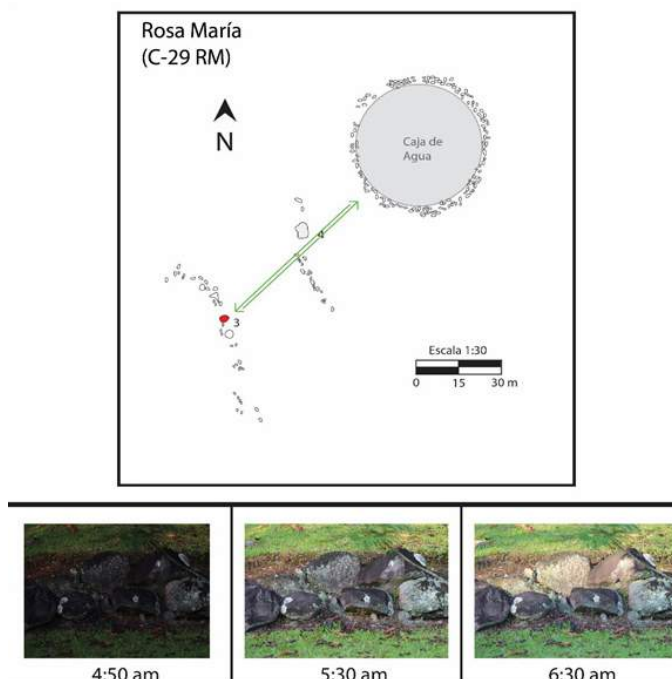 Rosa María
(C-29 RM)
N
Caja de
Agua
4
3
Escala 1:30
0 15 30 m
4:50 am 5:30 am 6:30 am